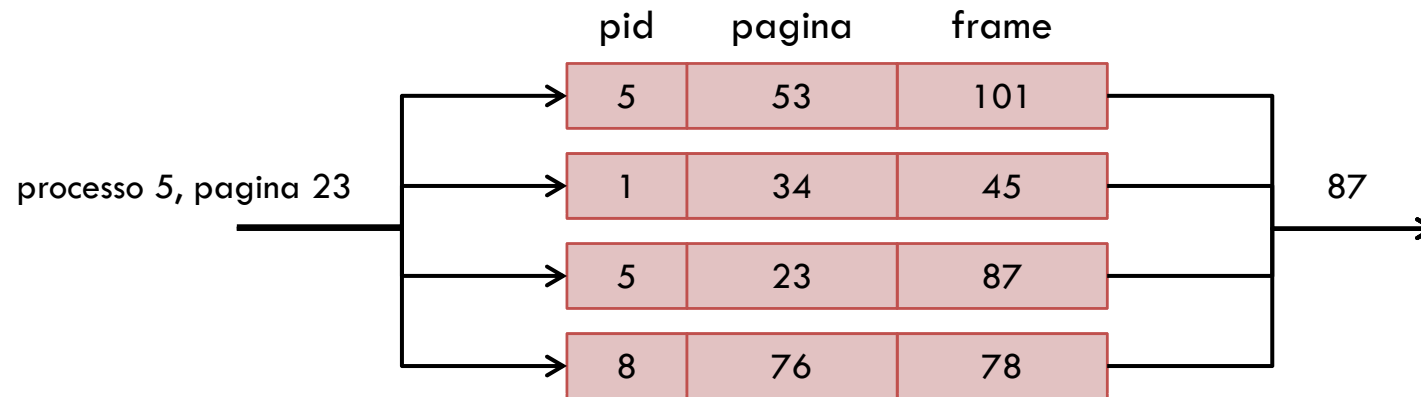 pid pagina frame
5 53 101
1 34 45
processo 5, pagina 23 87
5 23 87
8 76 78